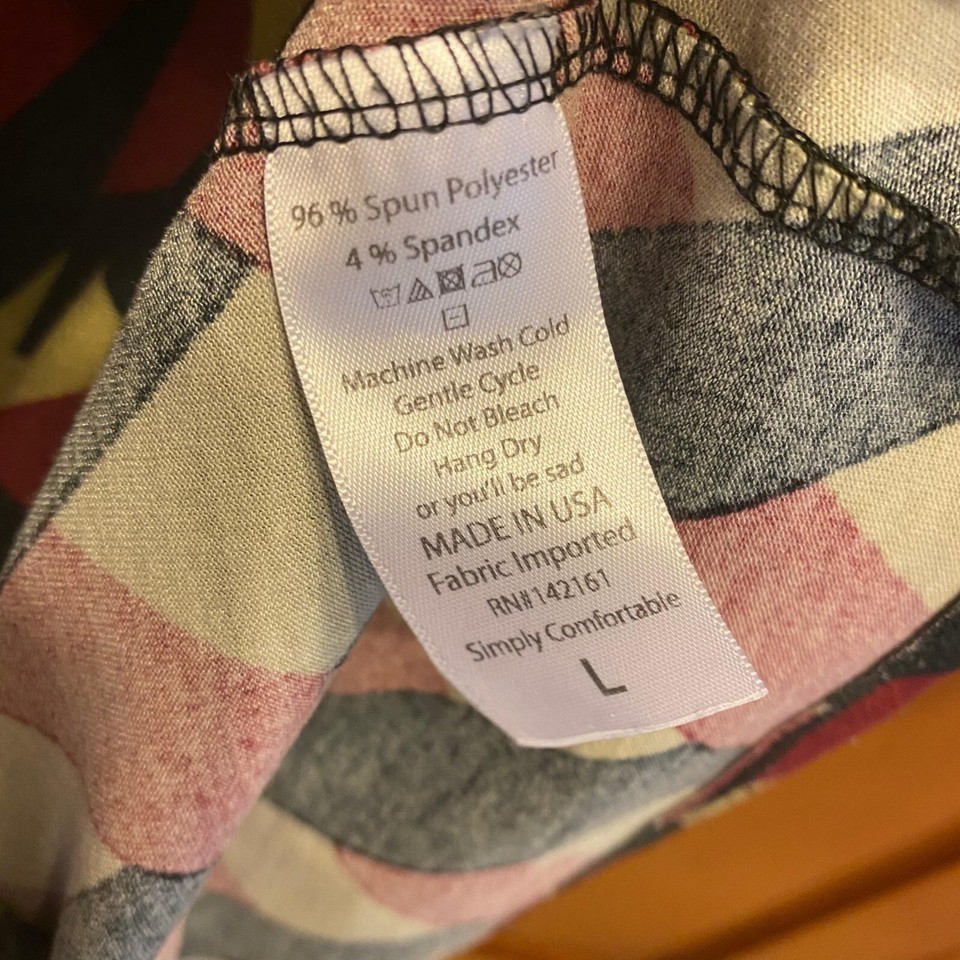 96 % Spun Polyester
4 % Spandex
Machine Wash Cold
Gentle Cycle
Do Not Bleach
Hang Dry
or you'll be sad
MADE IN USA
Fabric Imported
RN#142161
Simply Comfortable
L